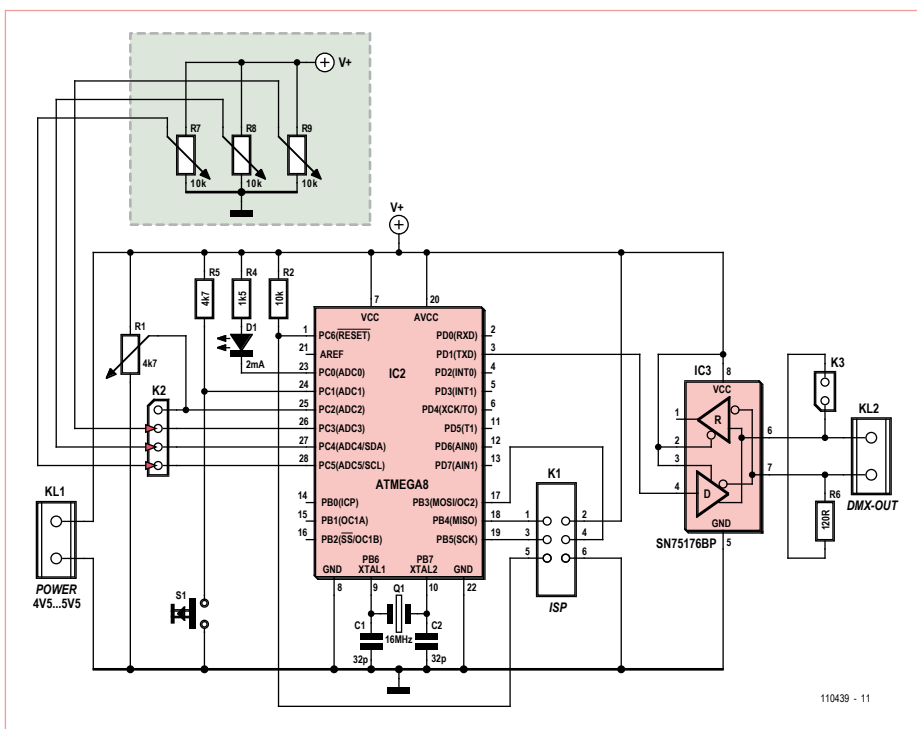 V+
R7
R8
R9
10k
10k
10k
V+
R5
4k7
R4
1k5
R2
10k
D1
2mA
R1
4k7
K2
KL1
POWER
4V5...5V5
S1
7
20
VCC
AVCC
1
PC6(RESET)
21
AREF
23
PC0(ADC0)
24
PC1(ADC1)
25
PC2(ADC2)
26
PC3(ADC3)
27
PC4(ADC4/SDA)
28
PC5(ADC5/SCL)
14
PB0(ICP)
15
PB1(OC1A)
16
PB2(SS/OC1B)
IC2
ATMEGA8
PD0(RXD)
2
PD1(TXD)
3
PD2(INT0)
4
PD3(INT1)
5
PD4(XCK/TO)
6
PD5(T1)
11
PD6(AIN0)
12
PD7(AIN1)
13
PB3(MOSI/OC2)
17
PB4(MISO)
18
PB5(SCK)
19
GND
PB6
XTAL1
PB7
XTAL2
GND
8
9
10
22
Q1
16MHz
C1
32p
C2
32p
K1
1
2
3
4
5
6
ISP
IC3
8
VCC
1
R
2
3
4
D
6
7
GND
5
SN75176BP
K3
KL2
R6
120R
DMX-OUT
110439 - 11